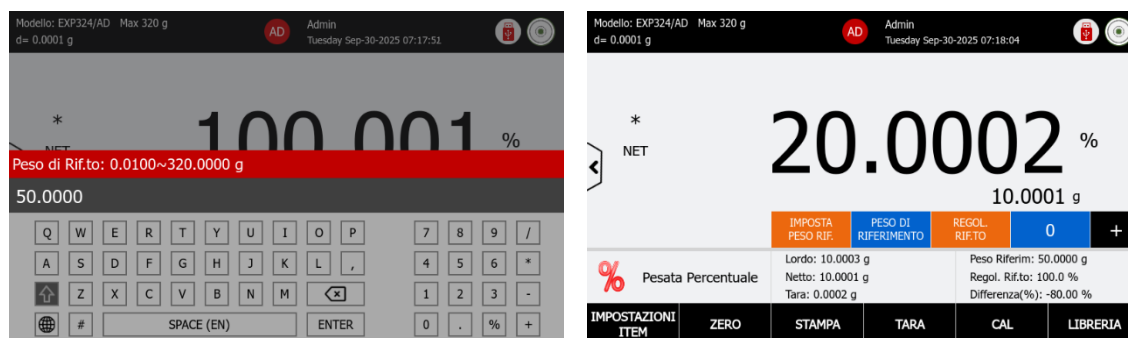 Modello: EXP324/AD Max 320 g
d= 0.0001 g
AD
Admin
Tuesday Sep-30-2025 07:17:51
*
NET
100.001 %
Peso di Rif.to: 0.0100~320.0000 g
50.0000
Q W E R T Y U I O P 7 8 9 /
A S D F G H J K L , 4 5 6 *
Z X C V B N M 1 2 3 -
# SPACE (EN) ENTER 0 . % +
Modello: EXP324/AD Max 320 g
d= 0.0001 g
AD
Admin
Tuesday Sep-30-2025 07:18:04
*
NET
20.0002 %
10.0001 g
IMPOSTA
PESO RIF.
PESO DI
RIFERIMENTO
REGOL.
RIF.TO
0 +
% Pesata Percentuale
Lordo: 10.0003 g
Netto: 10.0001 g
Tara: 0.0002 g
Peso Riferim: 50.0000 g
Regol. Rif.to: 100.0 %
Differenza(%): -80.00 %
IMPOSTAZIONI
ITEM
ZERO
STAMPA
TARA
CAL
LIBRERIA